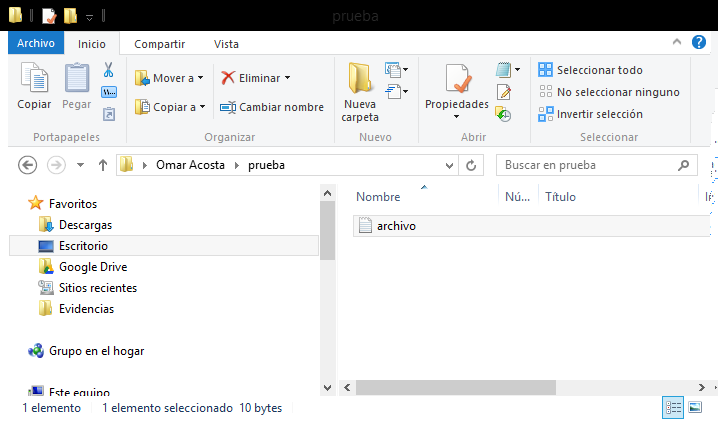 prueba
Archivo Inicio Compartir Vista
Copiar Pegar
Mover a
Copiar a
Eliminar
Cambiar nombre
Nueva carpeta
Propiedades
Seleccionar todo
No seleccionar ninguno
Invertir selección
Portapapeles Organizar Nuevo Abrir Seleccionar
Omar Acosta prueba
Buscar en prueba
Favoritos
Descargas
Escritorio
Google Drive
Sitios recientes
Evidencias
Grupo en el hogar
Este equipo
Nombre Nú... Título
archivo
1 elemento 1 elemento seleccionado 10 bytes